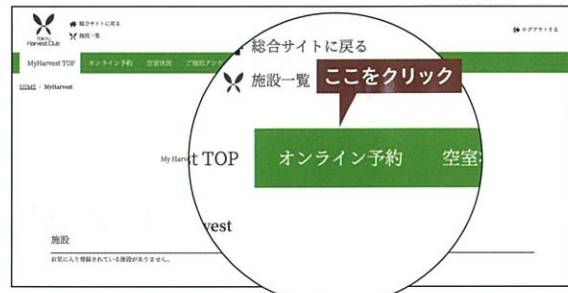 総合サイトに戻る
施設一覧
Tokyu
Harvest Club
ログアウトする
MyHarvest TOP オンライン予約 空室状況
HOME > MyHarvest
総合サイトに戻る
施設一覧
ここをクリック
My Harvest TOP オンライン予約 空室
vest
施設
お気に入り登録されている施設がありません。